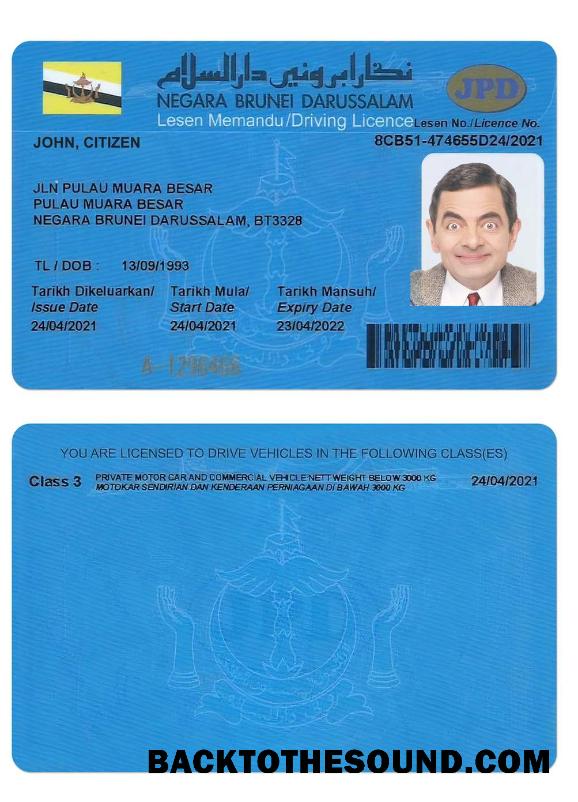 نݢارا بروني دارالسلام
NEGARA BRUNEI DARUSSALAM
JPD
Lesen Memandu/Driving Licence
Lesen No./Licence No.
JOHN, CITIZEN
8CB51-474655D24/2021
JLN PULAU MUARA BESAR
PULAU MUARA BESAR
NEGARA BRUNEI DARUSSALAM, BT3328
TL / DOB : 13/09/1993
Tarikh Dikeluarkan/ Tarikh Mula/ Tarikh Mansuh/
Issue Date Start Date Expiry Date
24/04/2021 24/04/2021 23/04/2022
YOU ARE LICENSED TO DRIVE VEHICLES IN THE FOLLOWING CLASS(ES)
Class 3 PRIVATE MOTOR CAR AND COMMERCIAL VEHICLE NETT WEIGHT BELOW 3000 KG 24/04/2021
MOTOKAR SENDIRIAN DAN KENDERAAN PERNIAGAAN DI BAWAH 3000 KG
JPD
BACKTOTHESOUND.COM